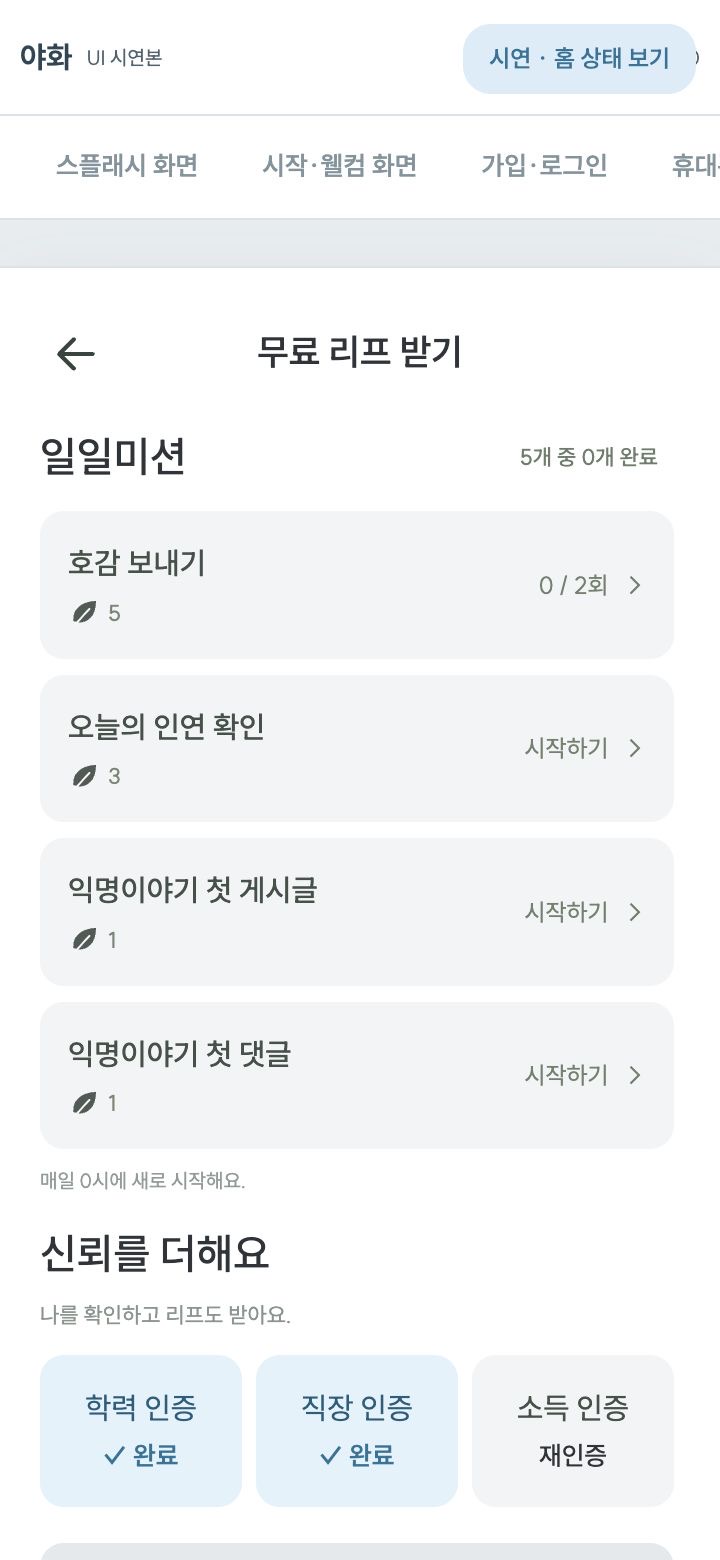 야화 UI 시연본
시연 · 홈 상태 보기
스플래시 화면 시작·웰컴 화면 가입·로그인 휴대
무료 리프 받기
일일미션 5개 중 0개 완료
호감 보내기
5
0 / 2회
오늘의 인연 확인
3
시작하기
익명이야기 첫 게시글
1
시작하기
익명이야기 첫 댓글
1
시작하기
매일 0시에 새로 시작해요.
신뢰를 더해요
나를 확인하고 리프도 받아요.
학력 인증
완료
직장 인증
완료
소득 인증
재인증